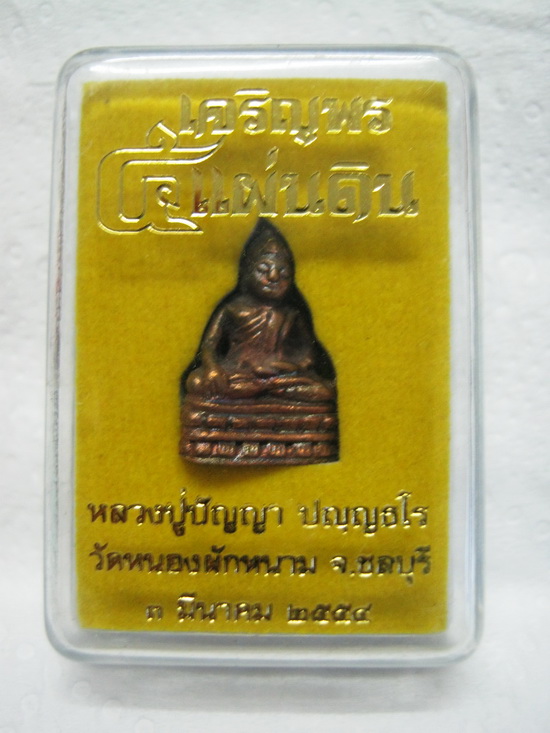 เจริญพร
๕ แผ่นดิน
หลวงปู่ปัญญา ปญฺญธโร
วัดหนองผักหนาม จ.ชลบุรี
๓ มีนาคม ๒๕๕๔